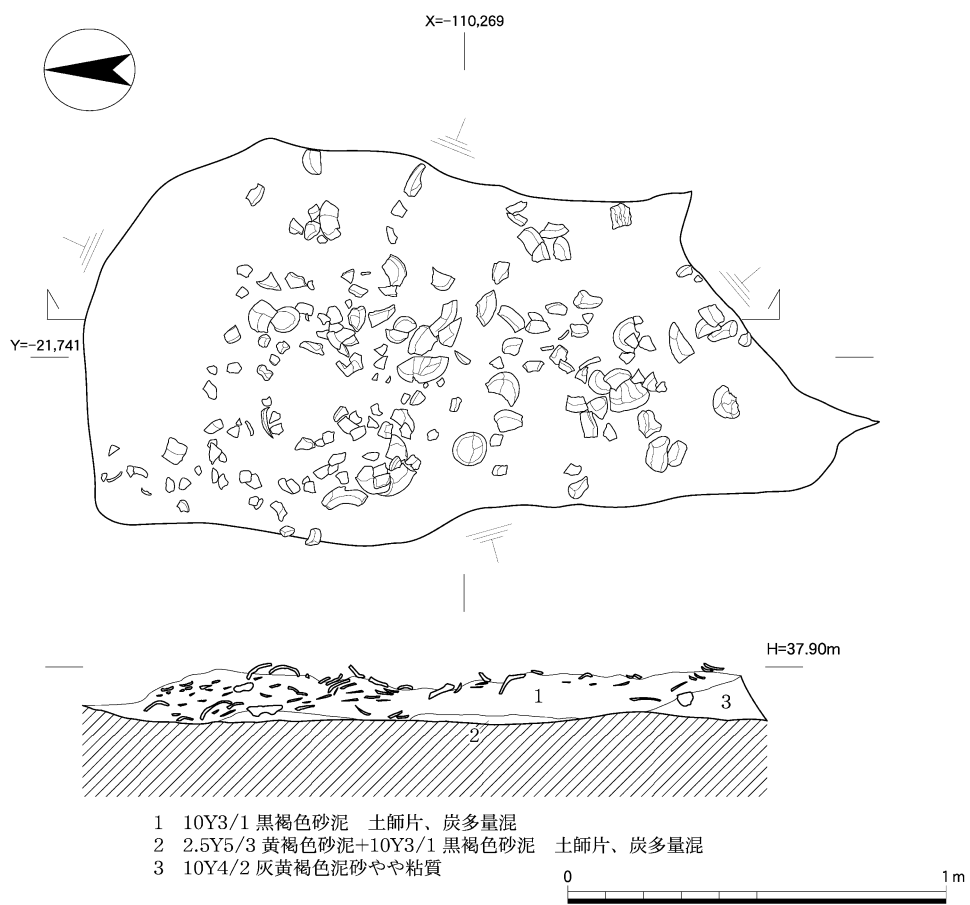 X=-110,269
Y=-21,741
H=37.90m
1
3
2
1 10Y3/1 黒褐色砂泥　土師片、炭多量混
2 2.5Y5/3 黄褐色砂泥+10Y3/1 黒褐色砂泥　土師片、炭多量混
3 10Y4/2 灰黄褐色泥砂やや粘質
0 1m